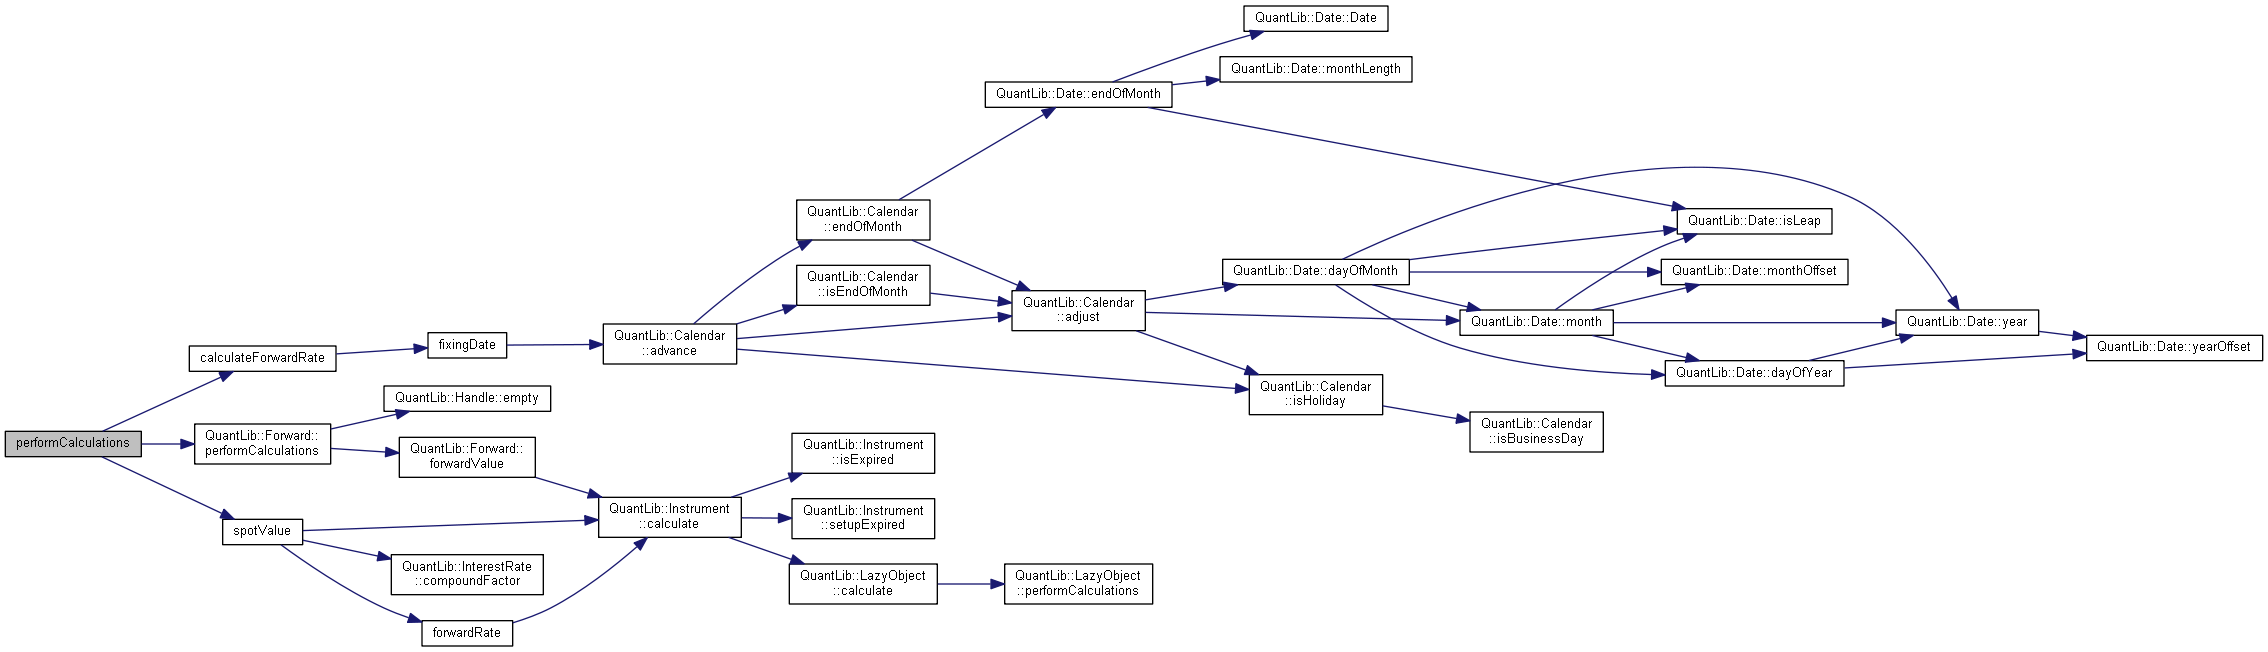 QuantLib::Date::Date
QuantLib::Date::monthLength
QuantLib::Date::endOfMonth
QuantLib::Calendar
::endOfMonth
QuantLib::Date::isLeap
QuantLib::Date::dayOfMonth
QuantLib::Date::monthOffset
QuantLib::Calendar
::isEndOfMonth
QuantLib::Calendar
::adjust
QuantLib::Date::month
QuantLib::Date::year
QuantLib::Calendar
::advance
fixingDate
calculateForwardRate
QuantLib::Date::yearOffset
QuantLib::Date::dayOfYear
QuantLib::Calendar
::isHoliday
QuantLib::Handle::empty
QuantLib::Calendar
::isBusinessDay
performCalculations
QuantLib::Forward::
performCalculations
QuantLib::Forward::
forwardValue
QuantLib::Instrument
::isExpired
QuantLib::Instrument
::calculate
QuantLib::Instrument
::setupExpired
spotValue
QuantLib::InterestRate
::compoundFactor
QuantLib::LazyObject
::calculate
QuantLib::LazyObject
::performCalculations
forwardRate